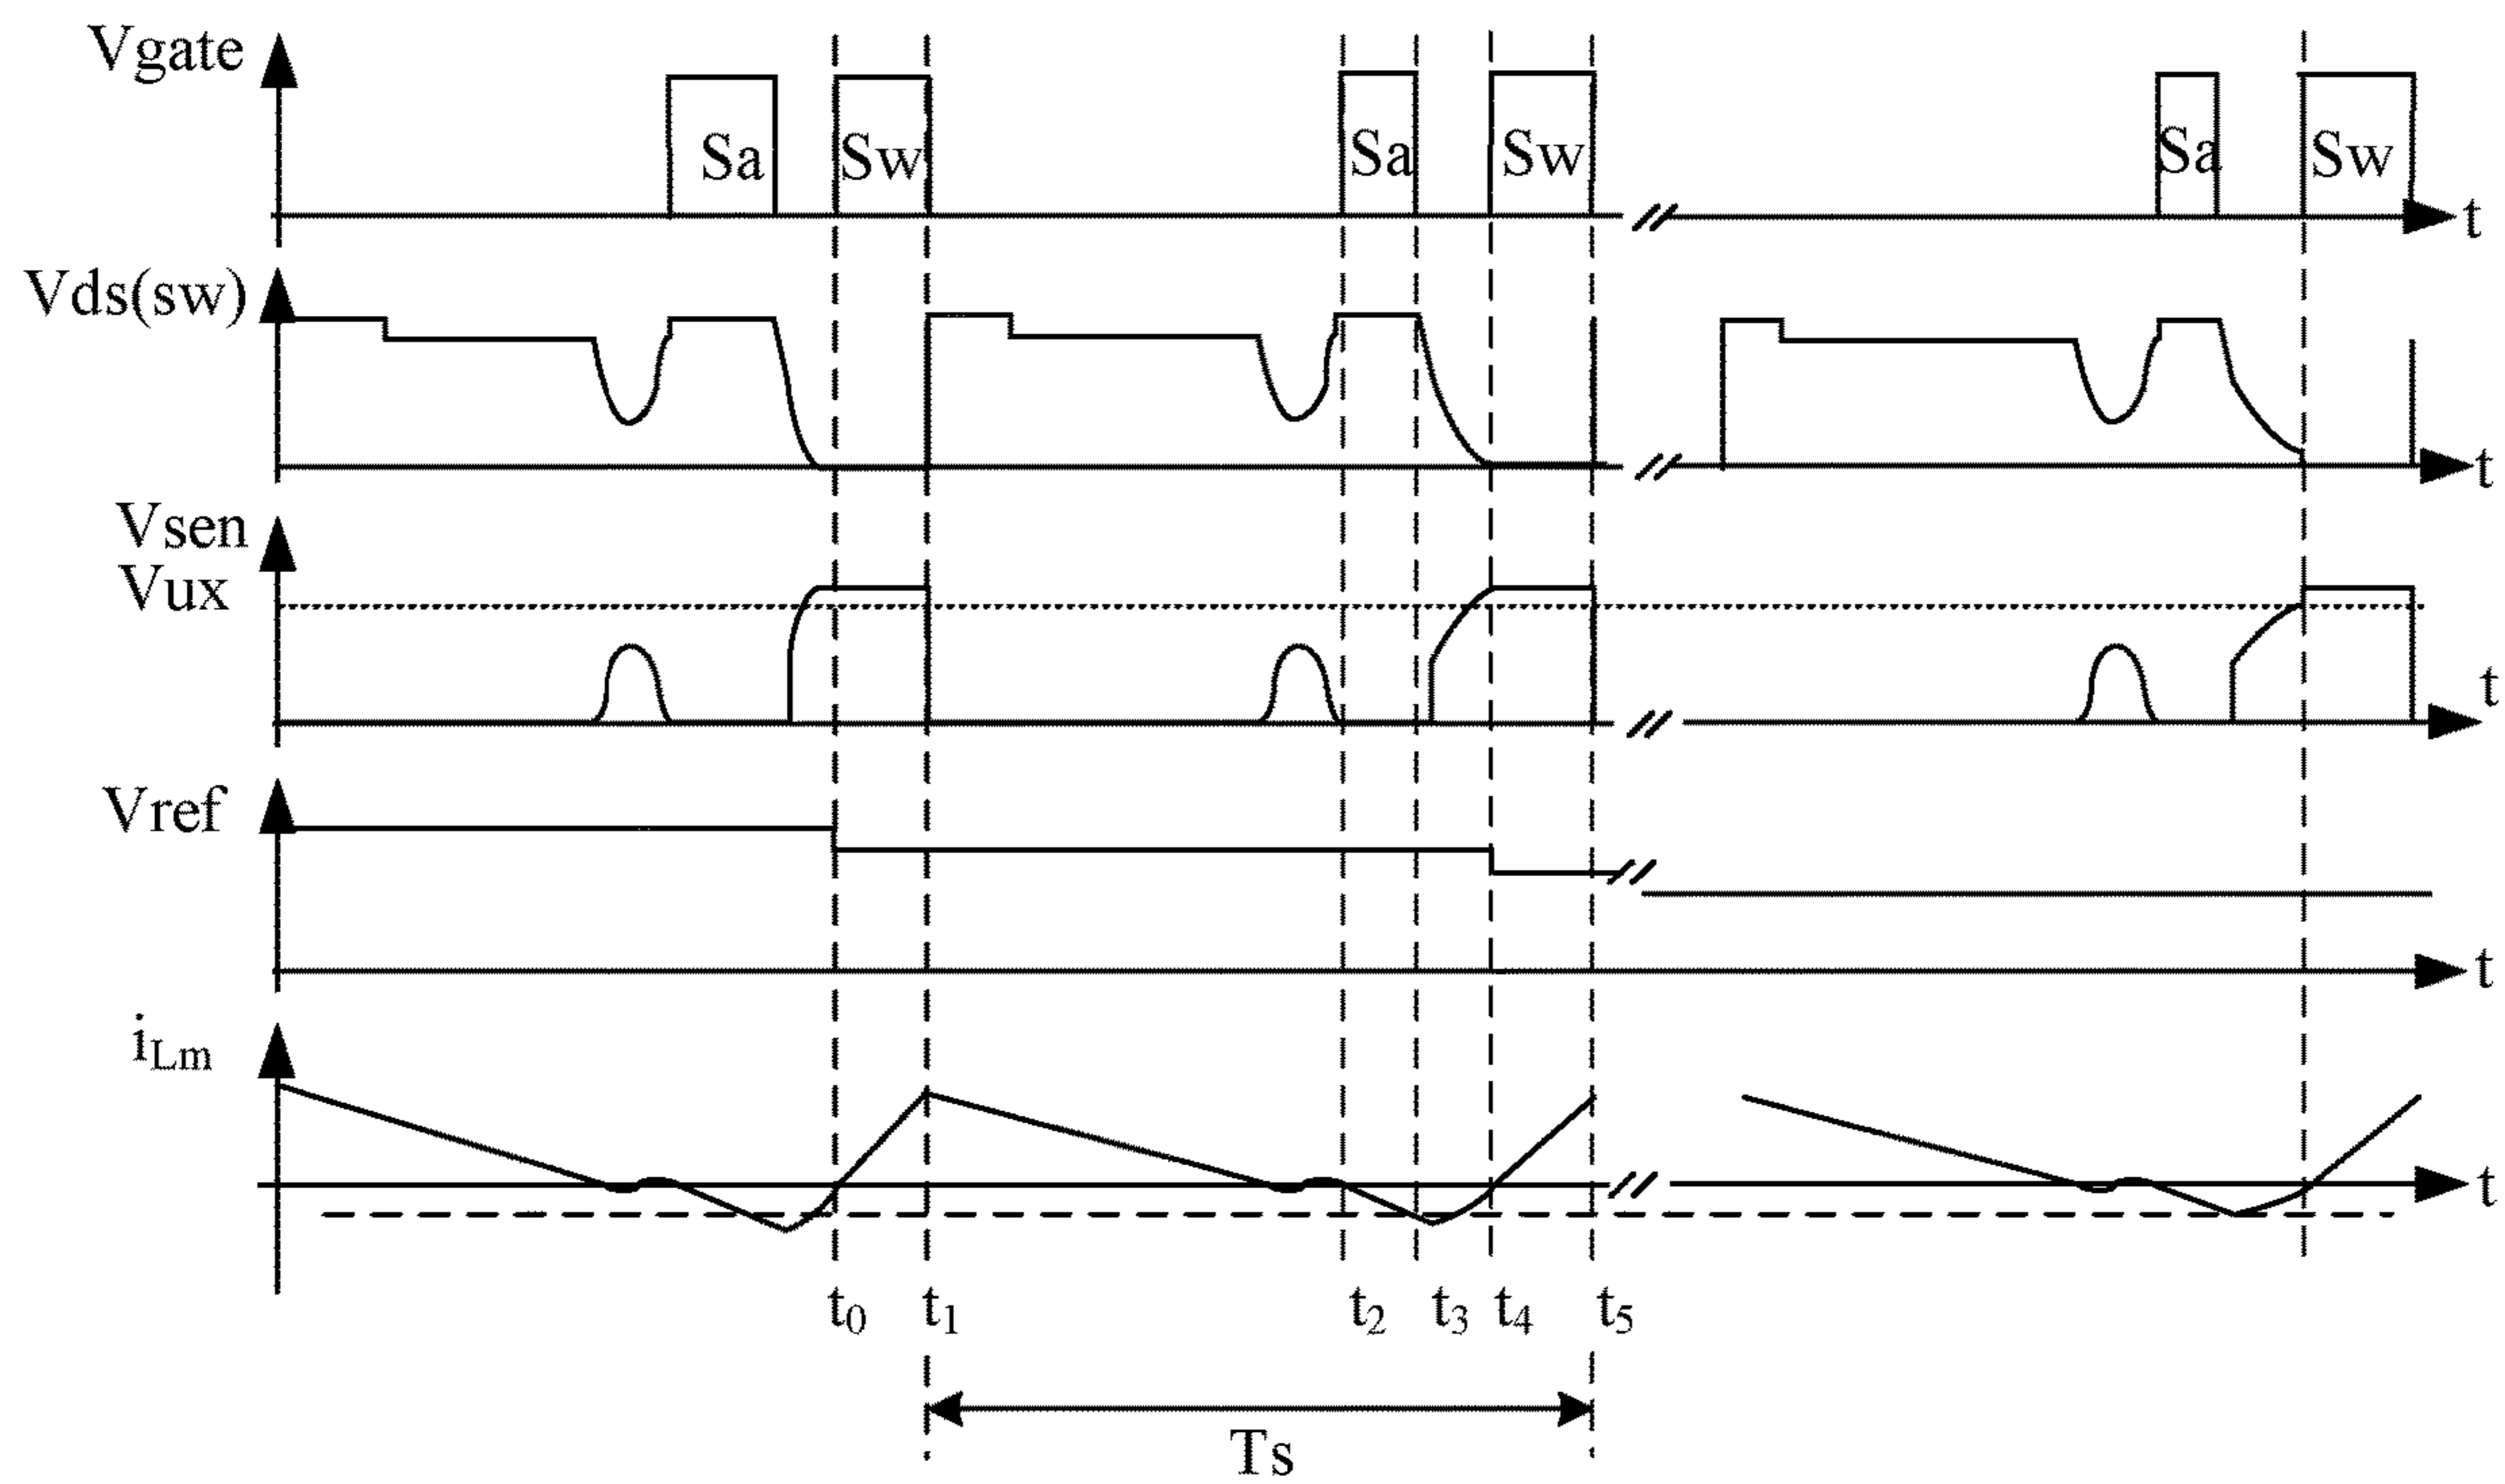 Vgate
Sa Sw Sa Sw Sa Sw
t
Vds(sw)
t
Vsen
Vux
t
Vref
t
iLm
t
t0 t1 t2 t3 t4 t5
Ts